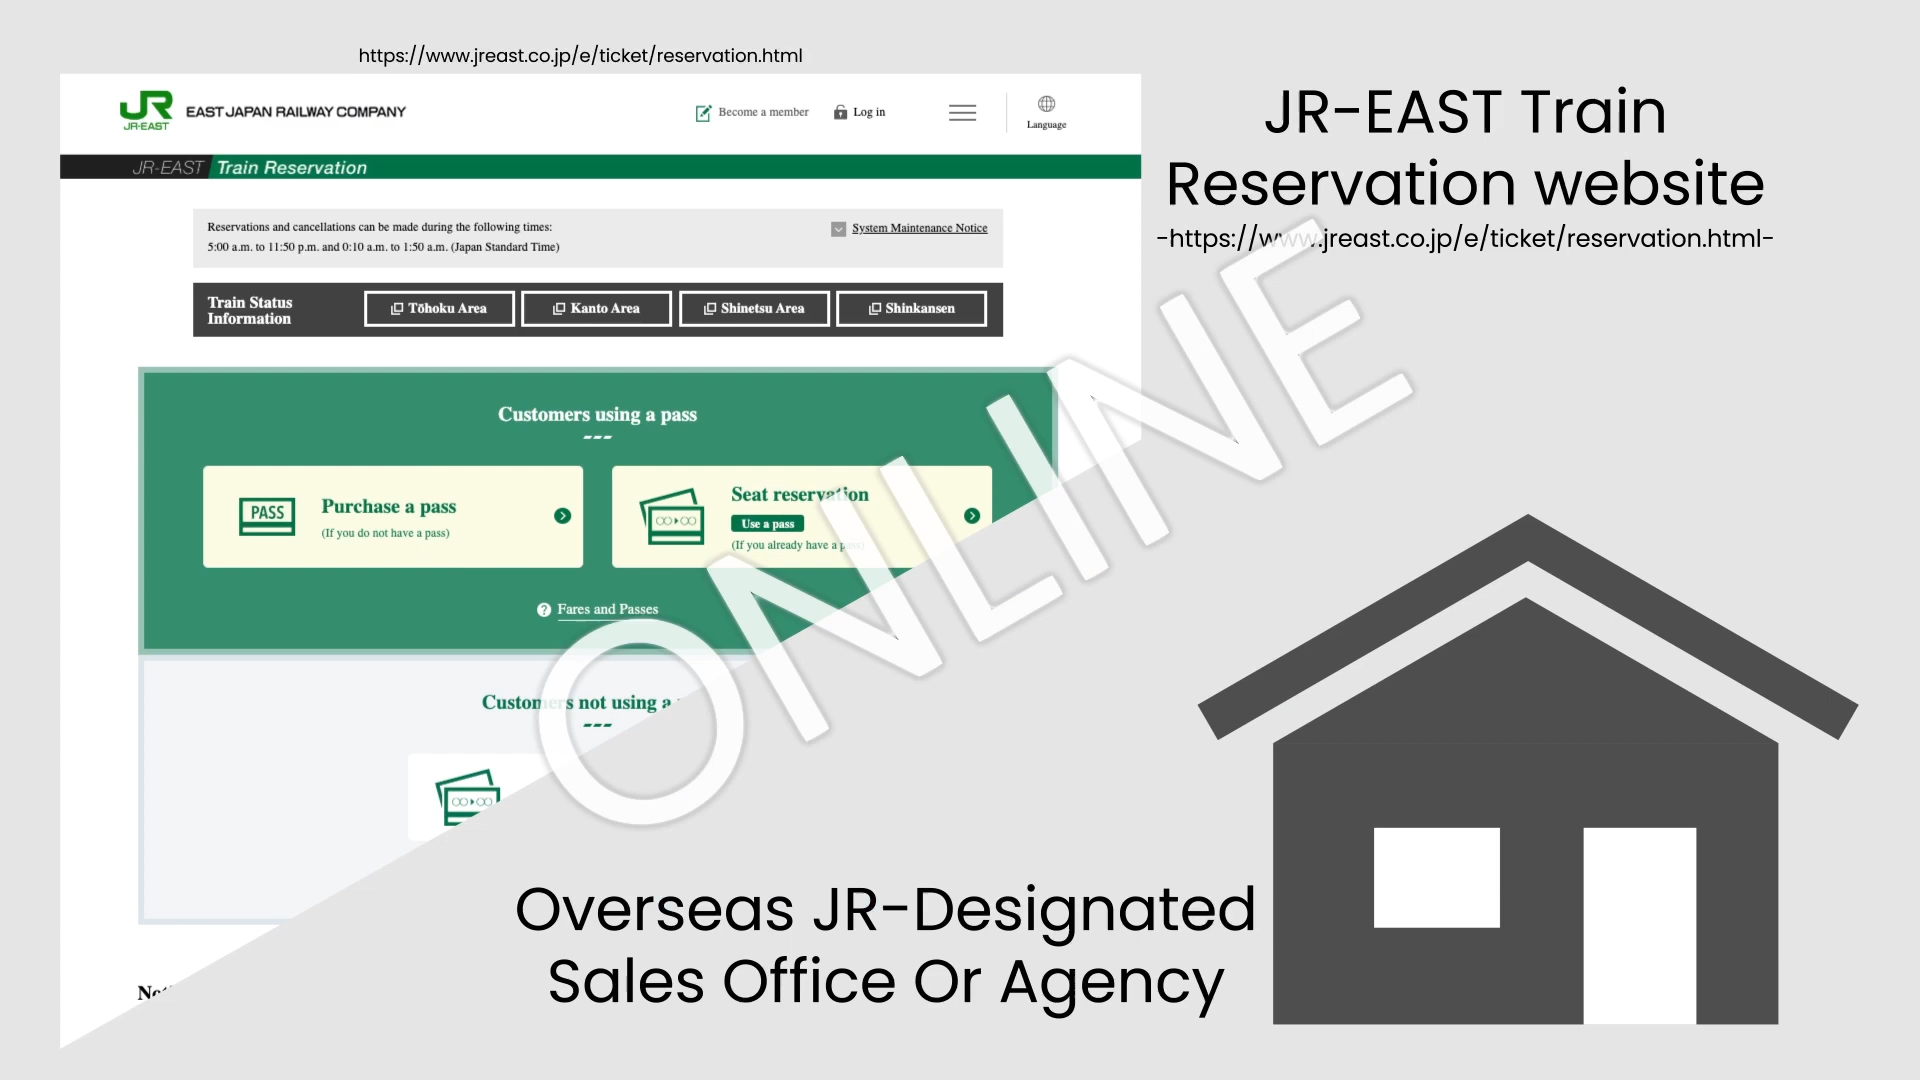 https://www.jreast.co.jp/e/ticket/reservation.html
JR
JR-EAST
EAST JAPAN RAILWAY COMPANY
Become a member
Log in
Language
JR-EAST Train Reservation
Reservations and cancellations can be made during the following times:
5:00 a.m. to 11:50 p.m. and 0:10 a.m. to 1:50 a.m. (Japan Standard Time)
System Maintenance Notice
Train Status
Information
Tōhoku Area
Kanto Area
Shinetsu Area
Shinkansen
Customers using a pass
PASS
Purchase a pass
(If you do not have a pass)
Seat reservation
Use a pass
(If you already have a pass)
? Fares and Passes
Customers not using a
JR-EAST Train
Reservation website
-https://www.jreast.co.jp/e/ticket/reservation.html-
ONLINE
Overseas JR-Designated
Sales Office Or Agency